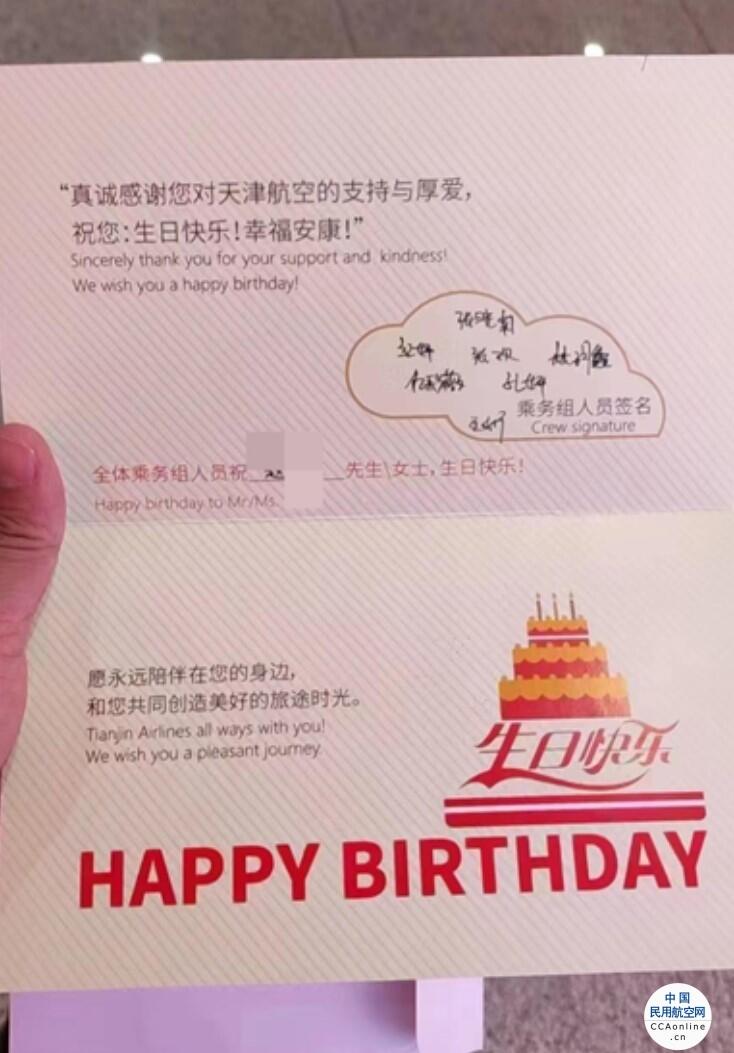 “真诚感谢您对天津航空的支持与厚爱，
祝您：生日快乐！幸福安康！”
Sincerely thank you for your support and kindness!
We wish you a happy birthday!
乘务组人员签名
Crew signature
全体乘务组人员祝 先生\女士，生日快乐！
Happy birthday to Mr/Ms.
愿永远陪伴在您的身边，
和您共同创造美好的旅途时光。
Tianjin Airlines all ways with you!
We wish you a pleasant journey.
生日快乐
HAPPY BIRTHDAY
中国
民用航空网
CCAonline
.cn